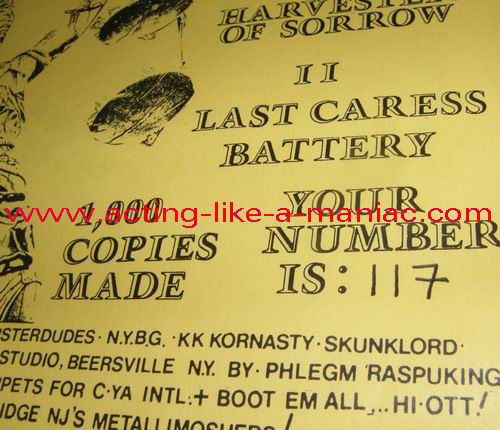 HARVESTER
OF SORROW
II
LAST CARESS
BATTERY
1,000
COPIES
MADE
YOUR
NUMBER
IS: 117
www.acting-like-a-maniac.com
STERDUDES · N.Y.B.G. · KK KORNASTY · SKUNKLORD ·
STUDIO, BEERSVILLE N.Y. BY · PHLEGM 'RASPUKING
PPETS FOR C·YA INTL.+ BOOT EM ALL... HI·OTT!
IDGE NJ'S METALLIMOSHERS!